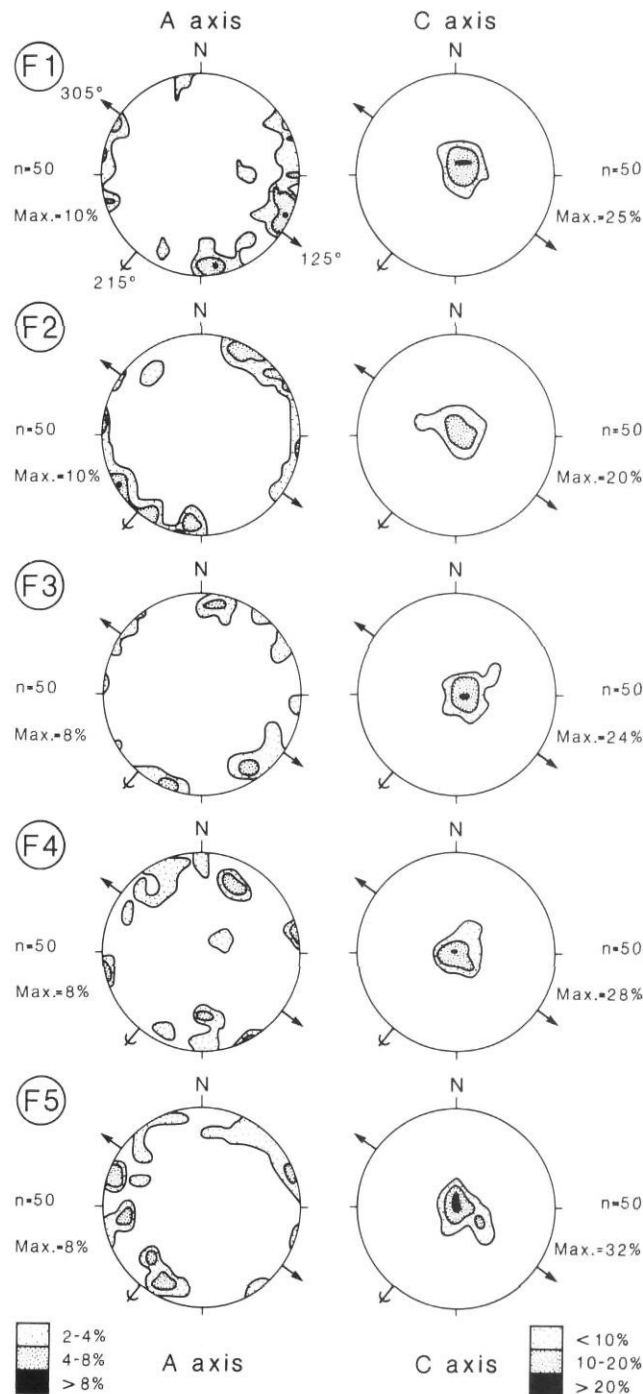 A axis C axis
F1 N N
305°
n=50 n=50
Max.=10% Max.=25%
215° 125°
F2 N N
n=50 n=50
Max.=10% Max.=20%
F3 N N
n=50 n=50
Max.=8% Max.=24%
F4 N N
n=50 n=50
Max.=8% Max.=28%
F5 N N
n=50 n=50
Max.=8% Max.=32%
2-4% <10%
4-8% 10-20%
>8% >20%
A axis C axis